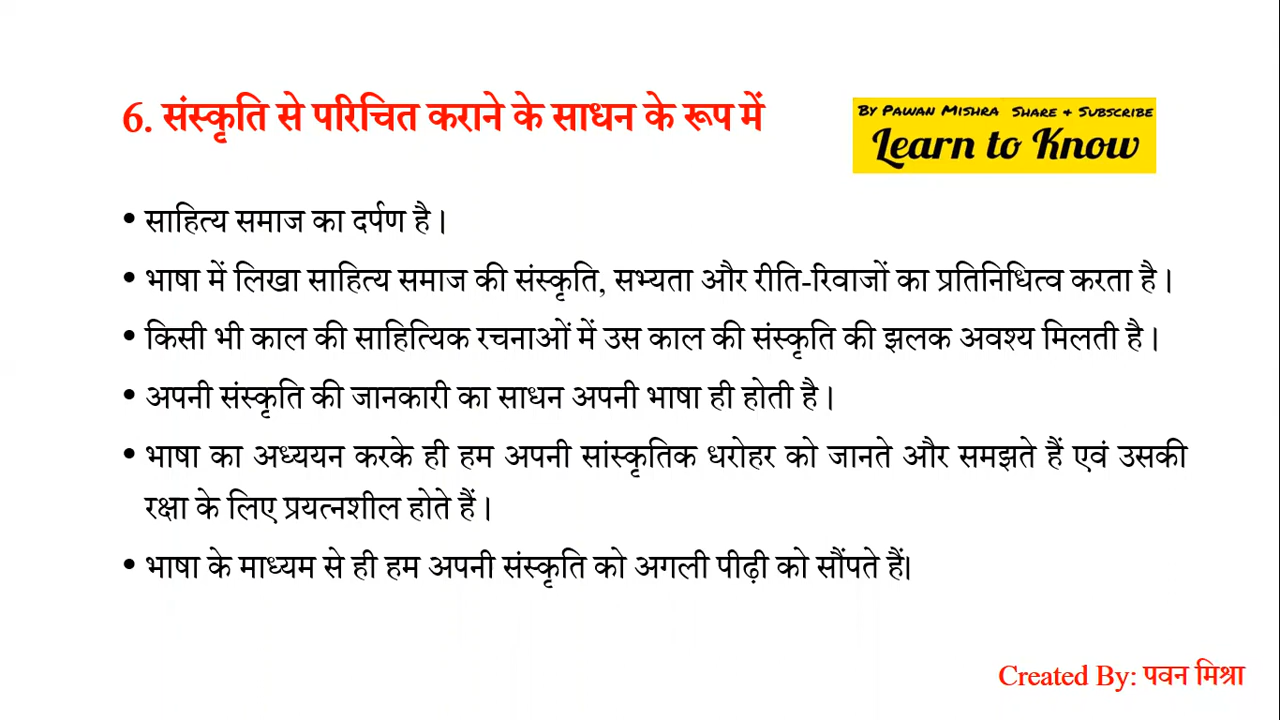 6. संस्कृति से परिचित कराने के साधन के रूप में
By Pawan Mishra Share & Subscribe
Learn to Know
• साहित्य समाज का दर्पण है।
• भाषा में लिखा साहित्य समाज की संस्कृति, सभ्यता और रीति-रिवाजों का प्रतिनिधित्व करता है।
• किसी भी काल की साहित्यिक रचनाओं में उस काल की संस्कृति की झलक अवश्य मिलती है।
• अपनी संस्कृति की जानकारी का साधन अपनी भाषा ही होती है।
• भाषा का अध्ययन करके ही हम अपनी सांस्कृतिक धरोहर को जानते और समझते हैं एवं उसकी
रक्षा के लिए प्रयत्नशील होते हैं।
• भाषा के माध्यम से ही हम अपनी संस्कृति को अगली पीढ़ी को सौंपते हैं।
Created By: पवन मिश्रा